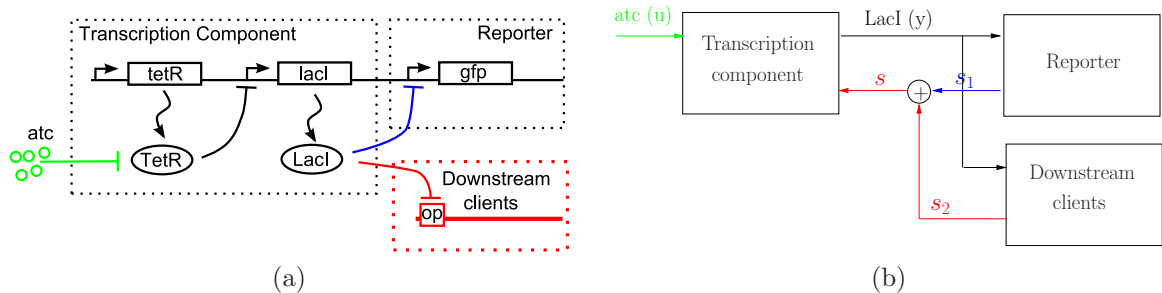 Transcription Component
Reporter
tetR
lacI
gfp
atc
TetR
LacI
Downstream
clients
op
(a)
atc (u)
LacI (y)
Transcription
component
Reporter
s
+
s₁
Downstream
clients
s₂
(b)